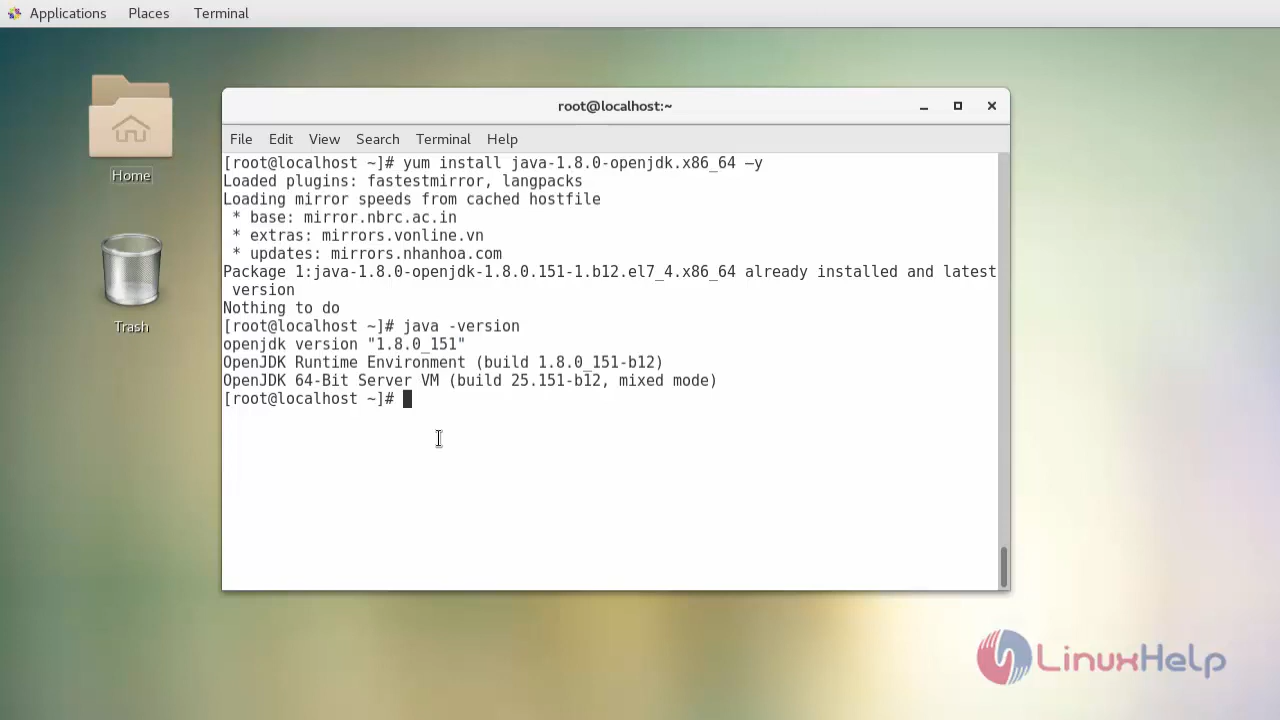 Applications Places Terminal
Home
Trash
root@localhost:~
File Edit View Search Terminal Help
[root@localhost ~]# yum install java-1.8.0-openjdk.x86_64 –y
Loaded plugins: fastestmirror, langpacks
Loading mirror speeds from cached hostfile
 * base: mirror.nbrc.ac.in
 * extras: mirrors.vonline.vn
 * updates: mirrors.nhanhoa.com
Package 1:java-1.8.0-openjdk-1.8.0.151-1.b12.el7_4.x86_64 already installed and latest
 version
Nothing to do
[root@localhost ~]# java -version
openjdk version "1.8.0_151"
OpenJDK Runtime Environment (build 1.8.0_151-b12)
OpenJDK 64-Bit Server VM (build 25.151-b12, mixed mode)
[root@localhost ~]#
LinuxHelp